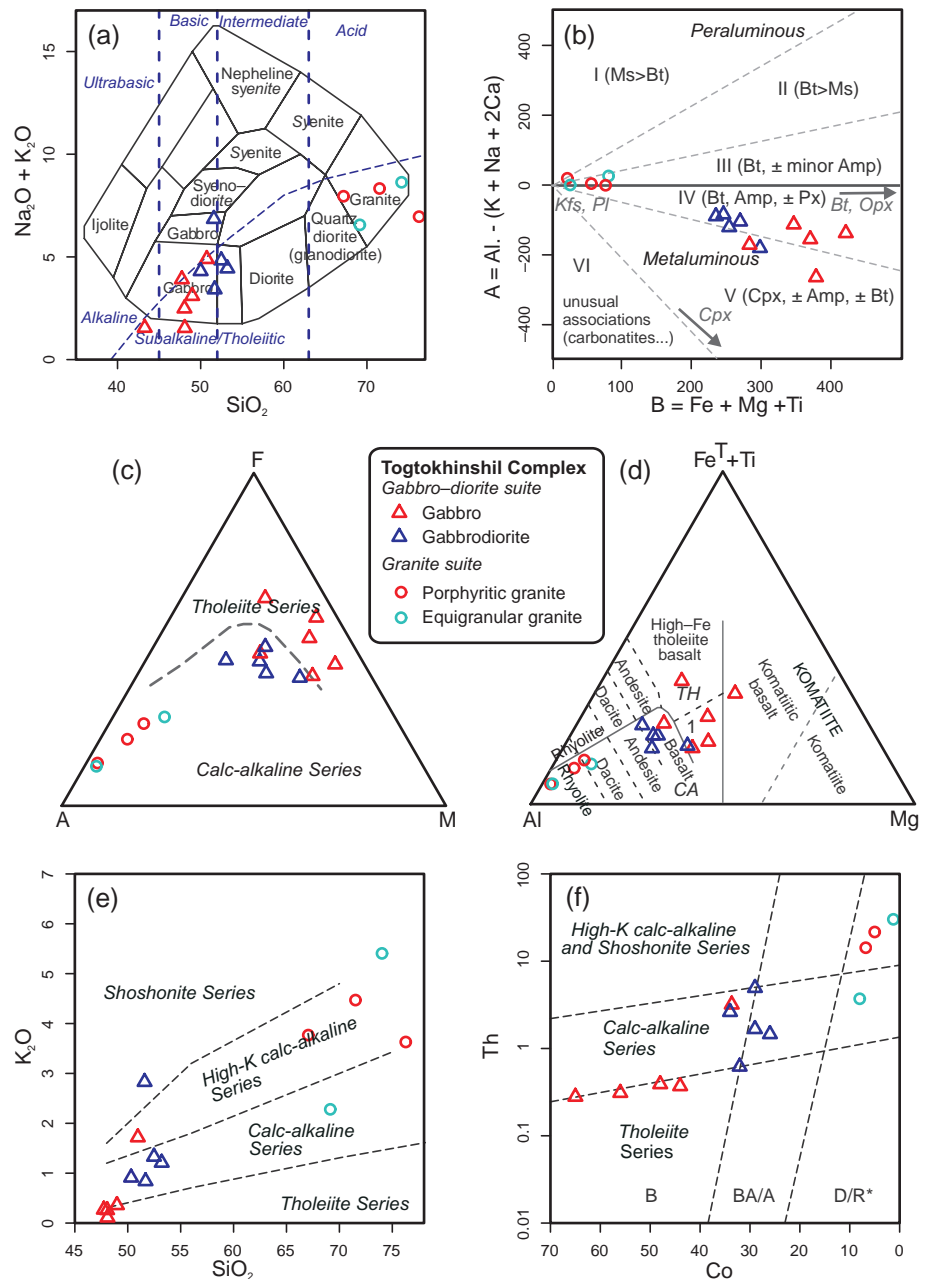 (a)
Basic
Intermediate
Acid
Ultrabasic
Nepheline
syenite
Syenite
Syenite
Syeno-
diorite
Ijolite
Gabbro
Granite
Quartz
diorite
(granodiorite)
Gabbro
Diorite
Alkaline
Subalkaline/Tholeiitic
0 5 10 15
Na₂O + K₂O
40 50 60 70
SiO₂
(b)
Peraluminous
I (Ms>Bt)
II (Bt>Ms)
III (Bt, ± minor Amp)
IV (Bt, Amp, ± Px)
Kfs, Pl
Bt, Opx
Metaluminous
VI
V (Cpx, ± Amp, ± Bt)
unusual
associations
(carbonatites...)
Cpx
−400 −200 0 200 400
A = Al. - (K + Na + 2Ca)
0 100 200 300 400
B = Fe + Mg +Ti
(c)
F
Tholeiite Series
Calc-alkaline Series
A
M
Togtokhinshil Complex
Gabbro–diorite suite
Gabbro
Gabbrodiorite
Granite suite
Porphyritic granite
Equigranular granite
(d)
Feᵀ+Ti
High–Fe
tholeiite
basalt
TH
Andesite
Dacite
Rhyolite
Komatiitic
basalt
KOMATIITE
Komatiite
1
Basalt
Andesite
Dacite
Rhyolite
CA
Al
Mg
(e)
Shoshonite Series
High-K calc-alkaline
Series
Calc-alkaline
Series
Tholeiite Series
0 1 2 3 4 5 6 7
K₂O
45 50 55 60 65 70 75
SiO₂
(f)
High-K calc-alkaline
and Shoshonite Series
Calc-alkaline
Series
Tholeiite
Series
B
BA/A
D/R*
0.01 0.1 1 10 100
Th
70 60 50 40 30 20 10 0
Co